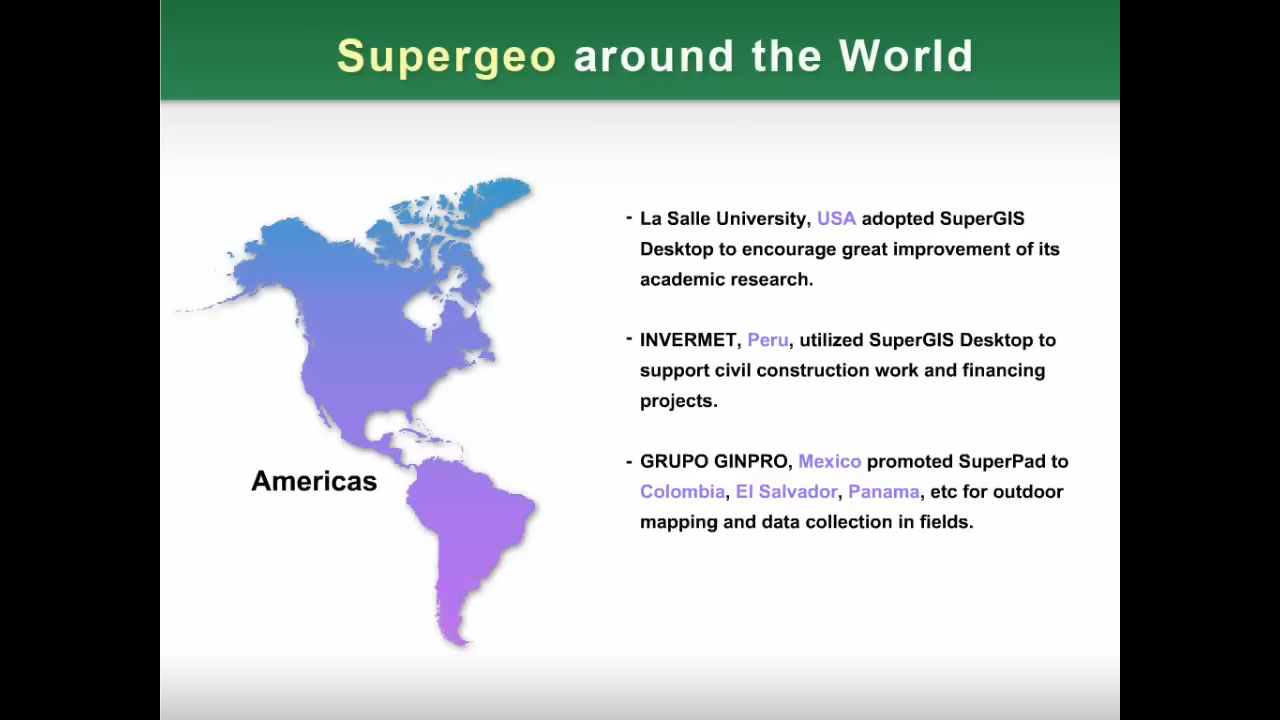 Supergeo around the World
- La Salle University, USA adopted SuperGIS
Desktop to encourage great improvement of its
academic research.
- INVERMET, Peru, utilized SuperGIS Desktop to
support civil construction work and financing
projects.
- GRUPO GINPRO, Mexico promoted SuperPad to
Colombia, El Salvador, Panama, etc for outdoor
mapping and data collection in fields.
Americas